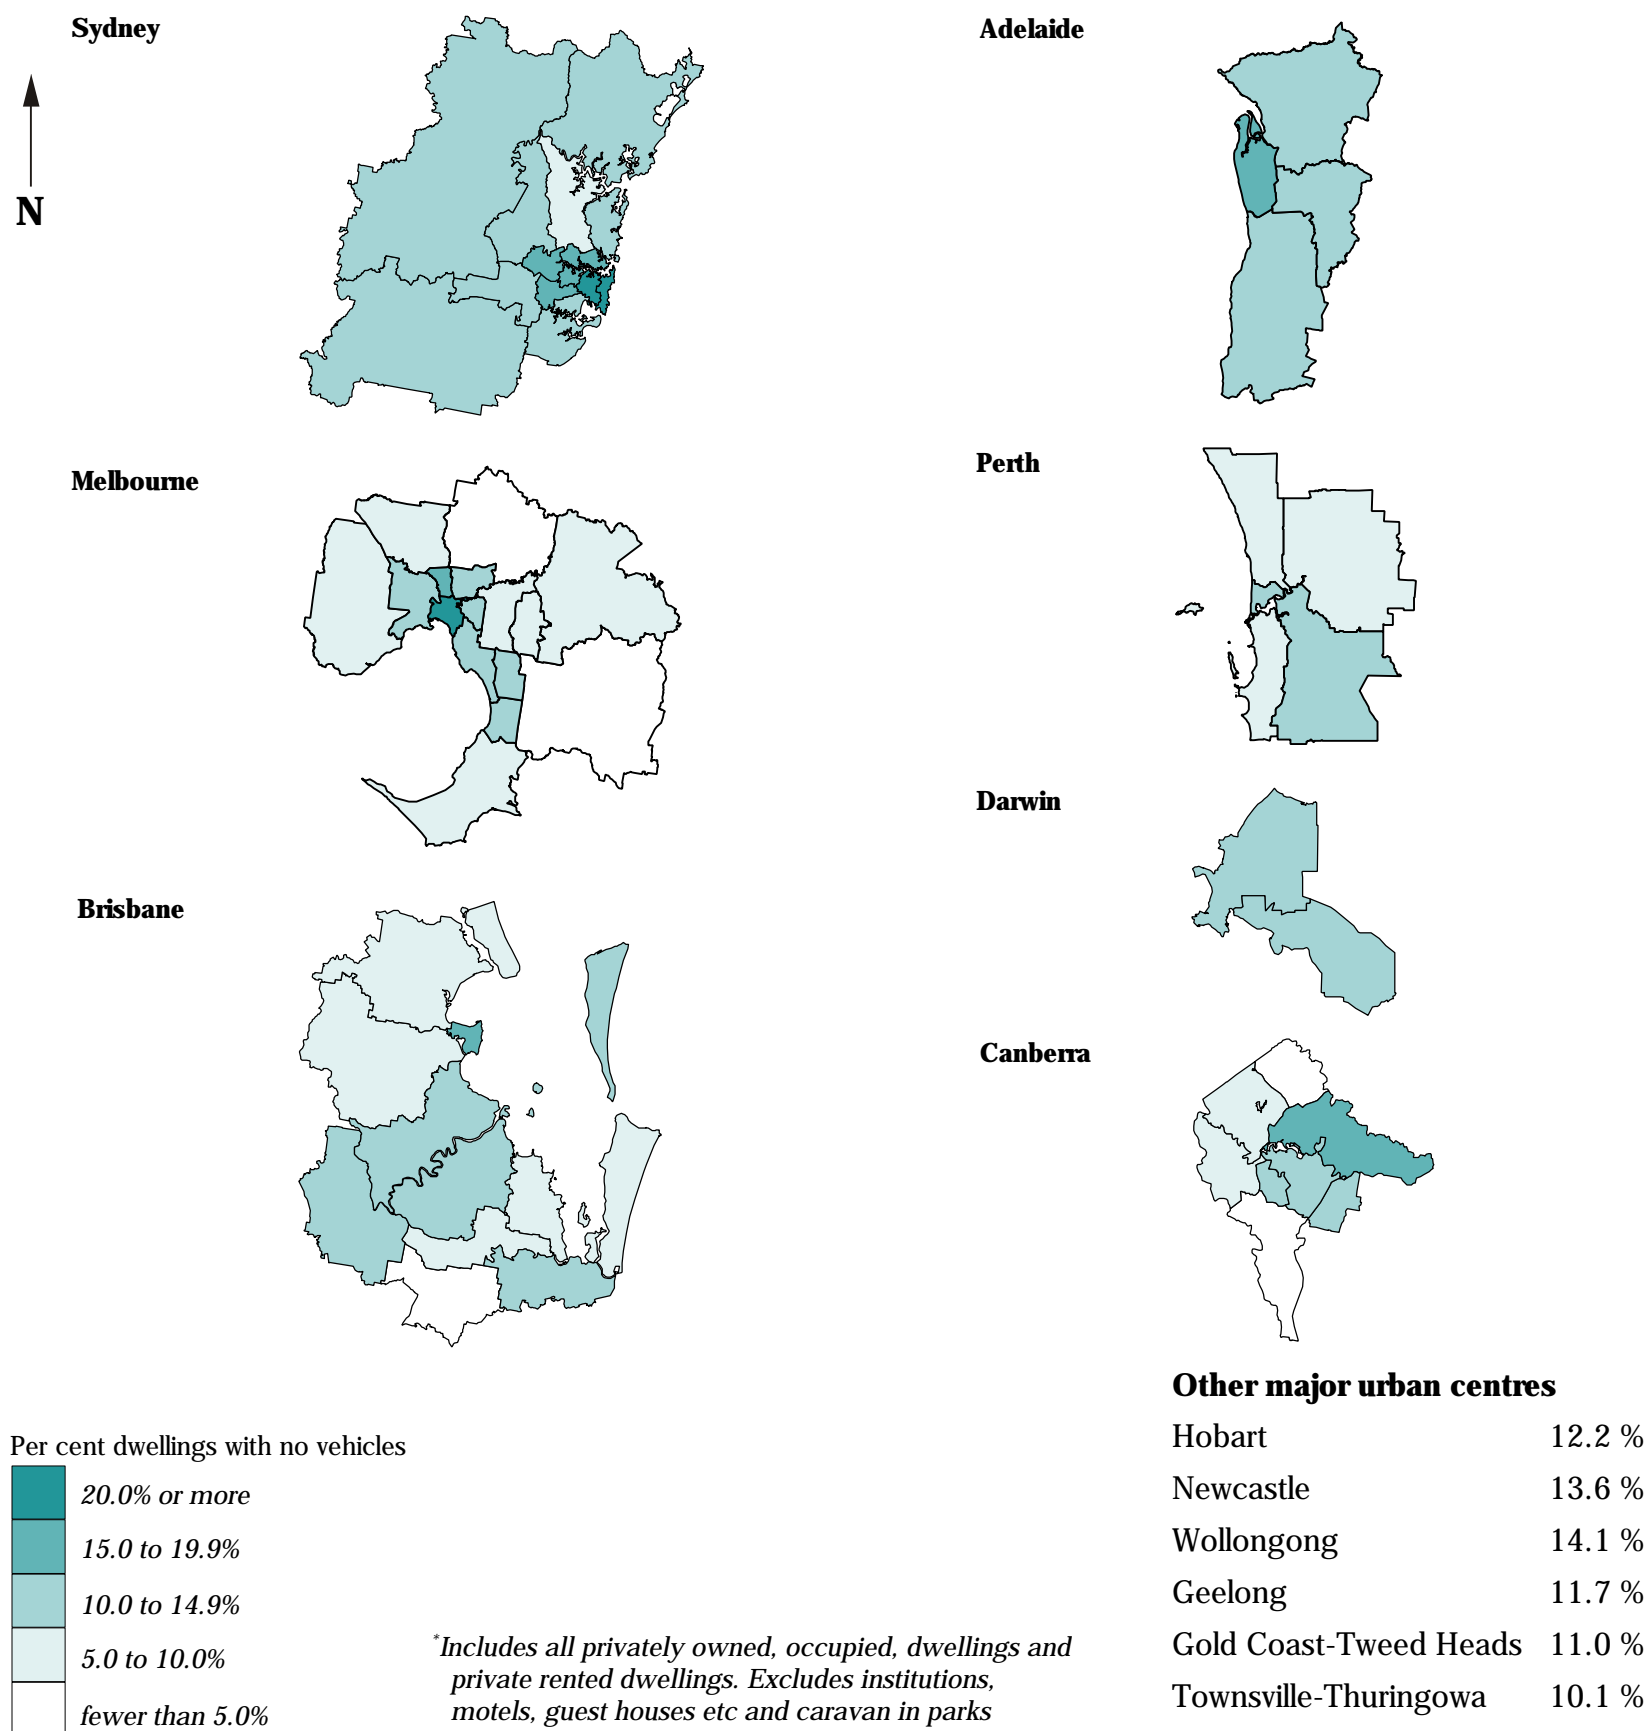 Sydney
Adelaide
N
Melbourne
Perth
Darwin
Brisbane
Canberra
Other major urban centres
Hobart 12.2 %
Newcastle 13.6 %
Wollongong 14.1 %
Geelong 11.7 %
Gold Coast-Tweed Heads 11.0 %
Townsville-Thuringowa 10.1 %
Per cent dwellings with no vehicles
20.0% or more
15.0 to 19.9%
10.0 to 14.9%
5.0 to 10.0%
fewer than 5.0%
*Includes all privately owned, occupied, dwellings and
private rented dwellings. Excludes institutions,
motels, guest houses etc and caravan in parks